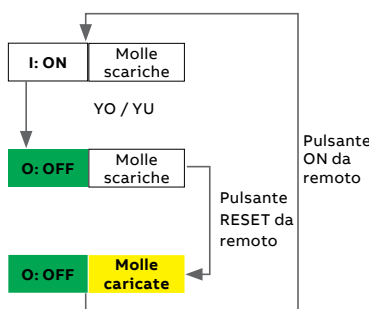 I: ON
Molle
scariche
YO / YU
O: OFF
Molle
scariche
Pulsante
ON da
remoto
Pulsante
RESET da
remoto
O: OFF
Molle
caricate